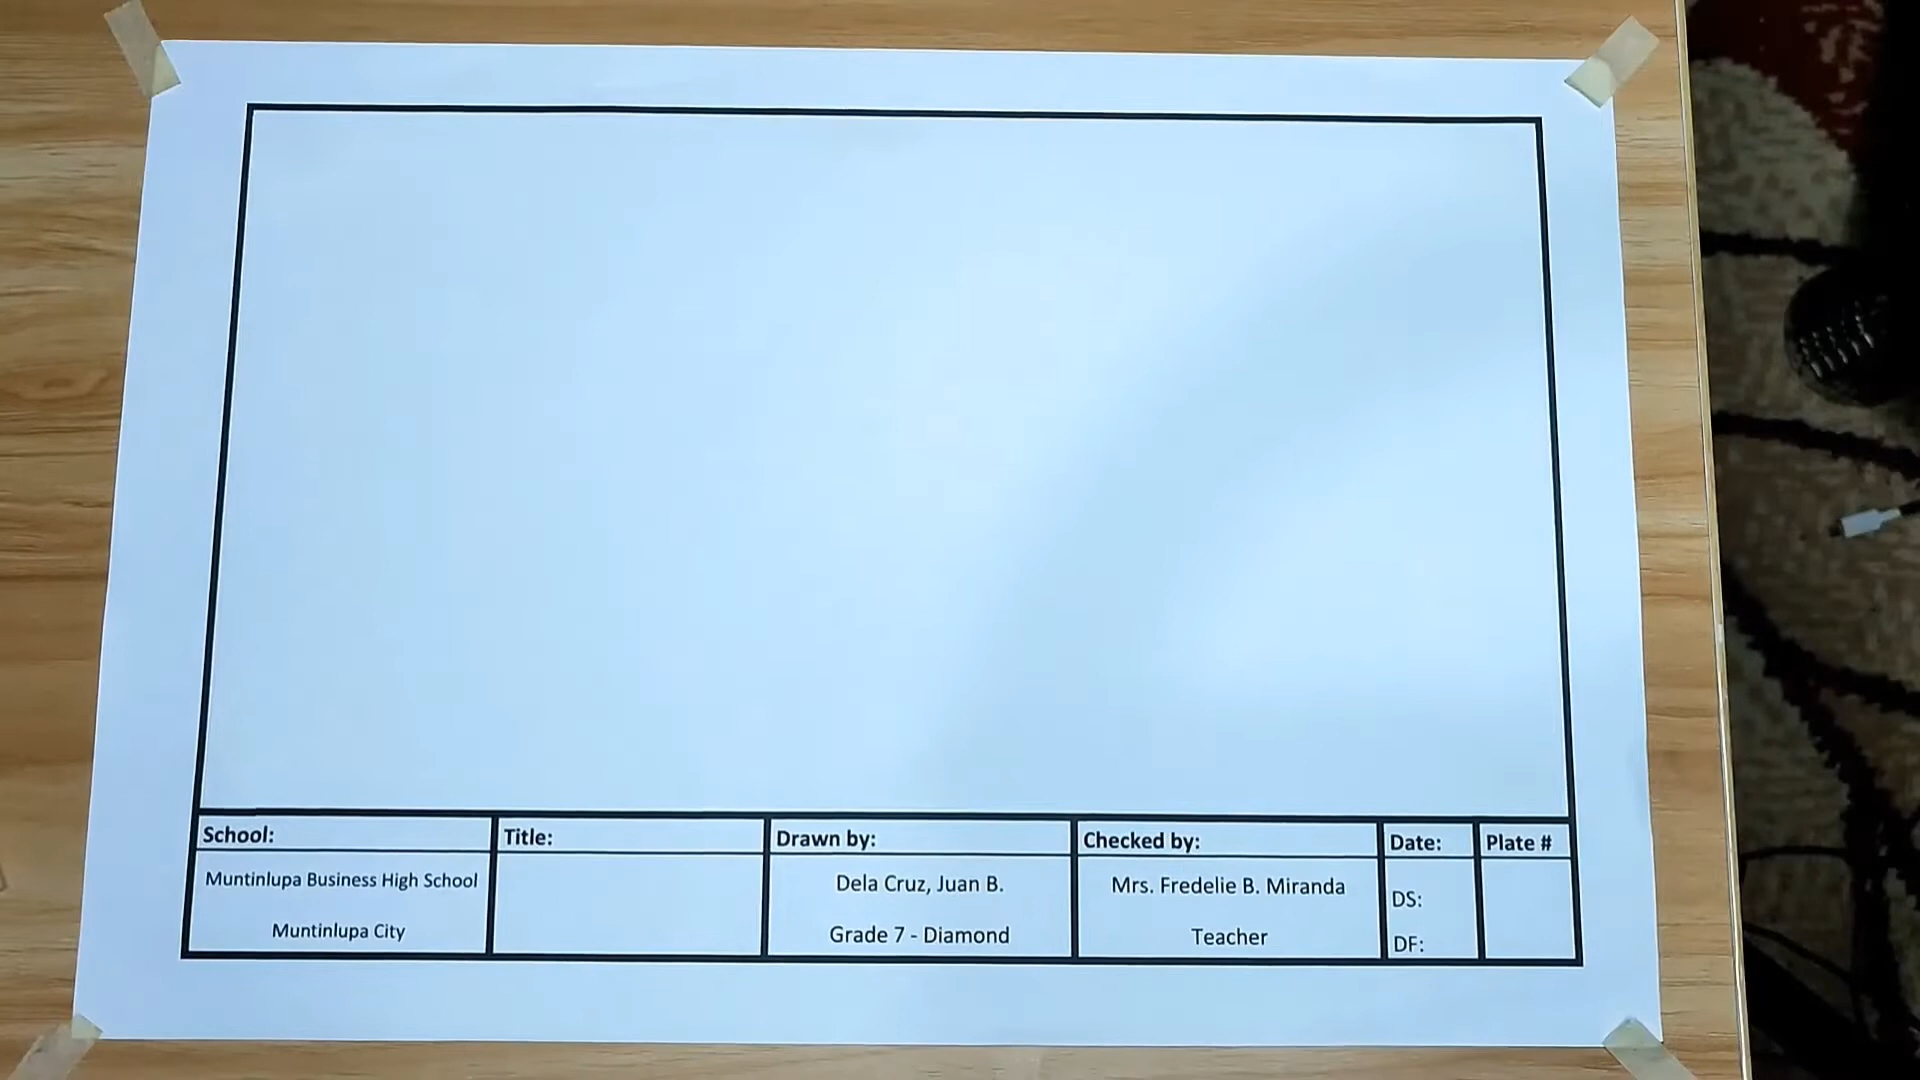 School:
Title:
Drawn by:
Checked by:
Date:
Plate #
Muntinlupa Business High School
Muntinlupa City
Dela Cruz, Juan B.
Grade 7 - Diamond
Mrs. Fredelie B. Miranda
Teacher
DS:
DF: